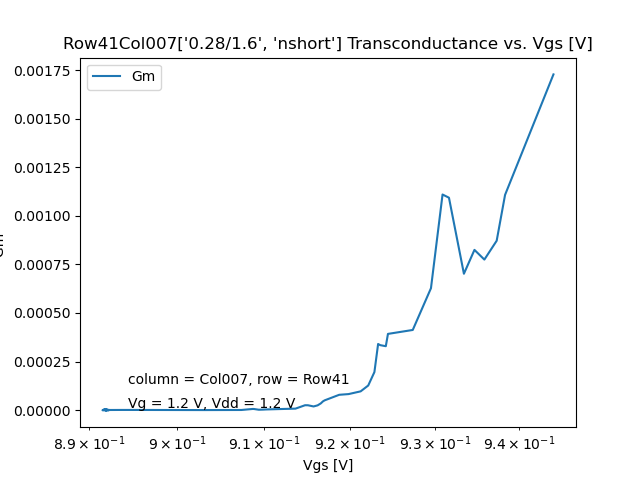 Row41Col007['0.28/1.6', 'nshort'] Transconductance vs. Vgs [V]
Gm
0.00175
0.00150
0.00125
0.00100
0.00075
0.00050
0.00025
0.00000
column = Col007, row = Row41
Vg = 1.2 V, Vdd = 1.2 V
8.9 × 10⁻¹ 9 × 10⁻¹ 9.1 × 10⁻¹ 9.2 × 10⁻¹ 9.3 × 10⁻¹ 9.4 × 10⁻¹
Vgs [V]